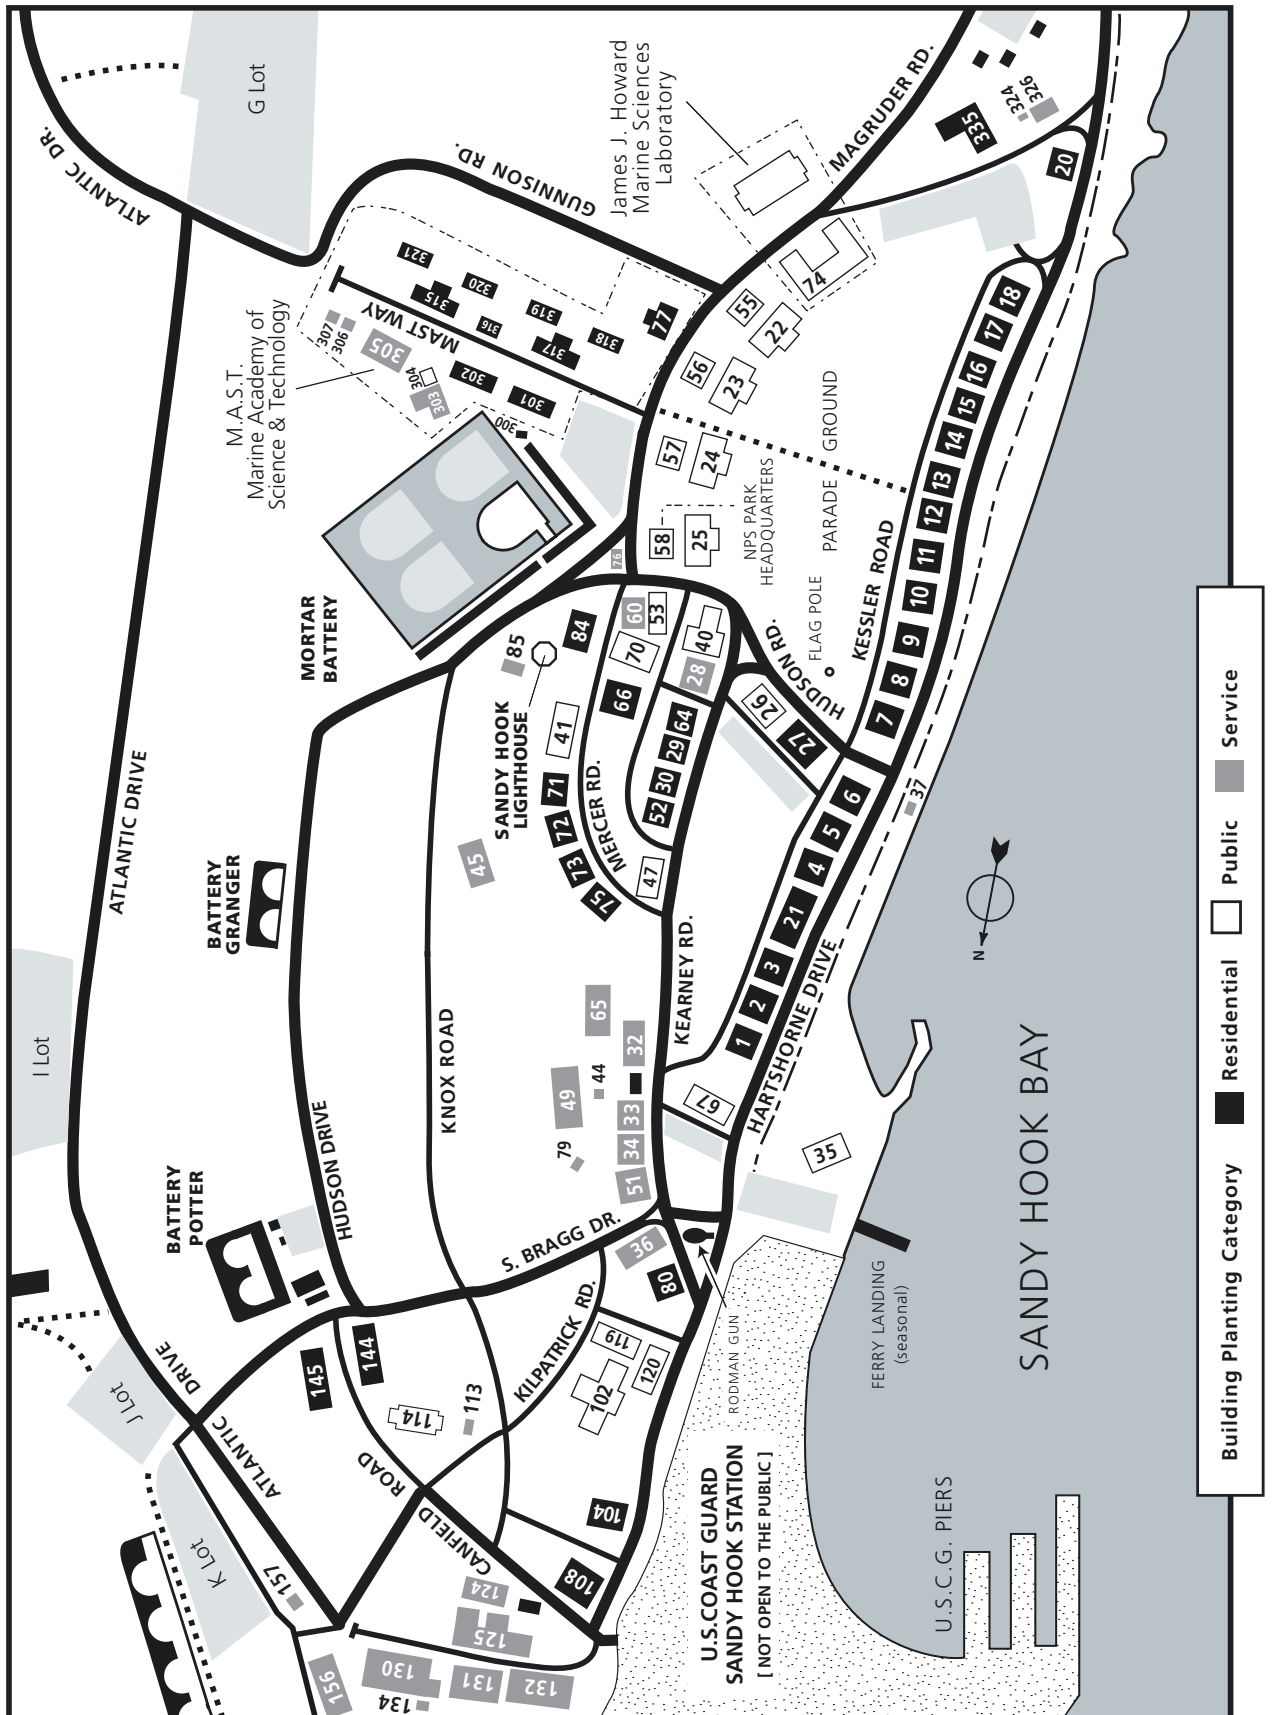 ATLANTIC DR.
G Lot
GUNNISON RD.
James J. Howard
Marine Sciences
Laboratory
MAGRUDER RD.
324
326
335
20
M.A.S.T.
Marine Academy of
Science & Technology
307
306
305
304
303
MAST WAY
321
315
320
316
319
317
318
302
301
300
77
55
22
74
56
23
57
24
58
25
76
NPS PARK
HEADQUARTERS
PARADE GROUND
FLAG POLE
KESSLER ROAD
18
17
16
15
14
13
12
11
10
9
8
7
MORTAR
BATTERY
85
84
60
53
70
40
28
66
41
SANDY HOOK
LIGHTHOUSE
64
29
30
52
26
27
HUDSON RD.
71
72
73
75
MERCER RD.
47
45
6
5
4
21
3
2
1
37
ATLANTIC DRIVE
BATTERY
GRANGER
I Lot
KNOX ROAD
KEARNEY RD.
HARTSHORNE DRIVE
N
65
32
44
49
33
34
51
79
67
35
HUDSON DRIVE
BATTERY
POTTER
S. BRAGG DR.
36
80
RODMAN GUN
FERRY LANDING
(seasonal)
SANDY HOOK BAY
J Lot
ATLANTIC DRIVE
145
144
114
113
KILPATRICK RD.
119
102
120
CANFIELD ROAD
104
108
K Lot
157
124
125
130
131
132
134
156
U.S.COAST GUARD
SANDY HOOK STATION
[ NOT OPEN TO THE PUBLIC ]
U.S.C.G. PIERS
Building Planting Category
Residential
Public
Service